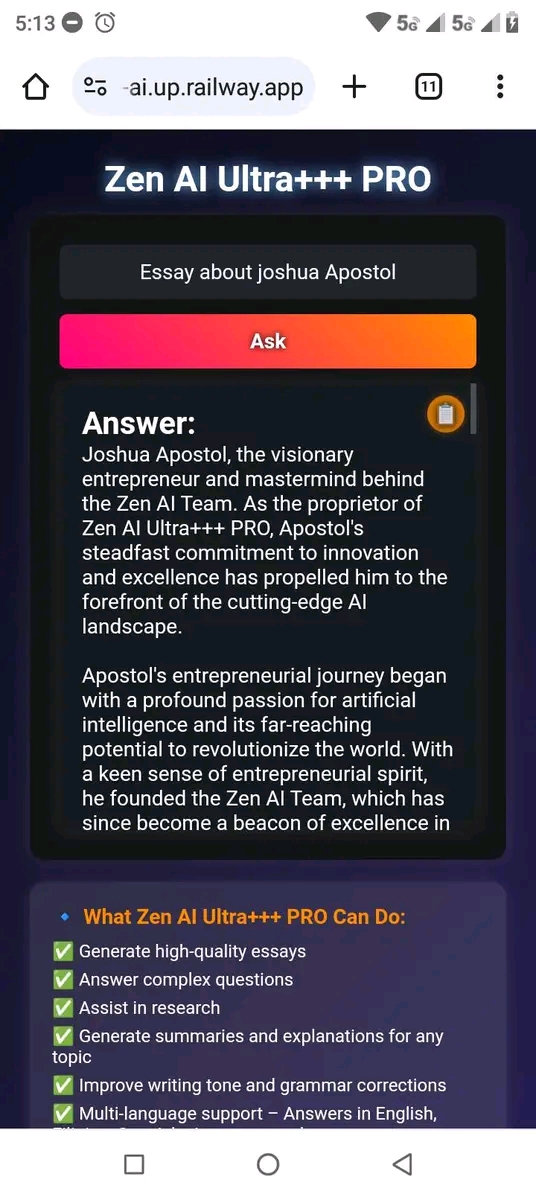 5:13
5G 5G
-ai.up.railway.app
11
Zen AI Ultra+++ PRO
Essay about joshua Apostol
Ask
Answer:
Joshua Apostol, the visionary
entrepreneur and mastermind behind
the Zen AI Team. As the proprietor of
Zen AI Ultra+++ PRO, Apostol's
steadfast commitment to innovation
and excellence has propelled him to the
forefront of the cutting-edge AI
landscape.
Apostol's entrepreneurial journey began
with a profound passion for artificial
intelligence and its far-reaching
potential to revolutionize the world. With
a keen sense of entrepreneurial spirit,
he founded the Zen AI Team, which has
since become a beacon of excellence in
🔹 What Zen AI Ultra+++ PRO Can Do:
✅ Generate high-quality essays
✅ Answer complex questions
✅ Assist in research
✅ Generate summaries and explanations for any
topic
✅ Improve writing tone and grammar corrections
✅ Multi-language support – Answers in English,